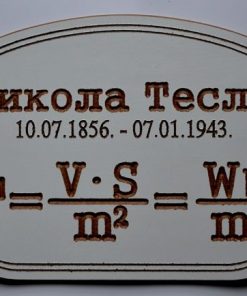 икола Тесл
10.07.1856. - 07.01.1943.
= V·S / m² = W